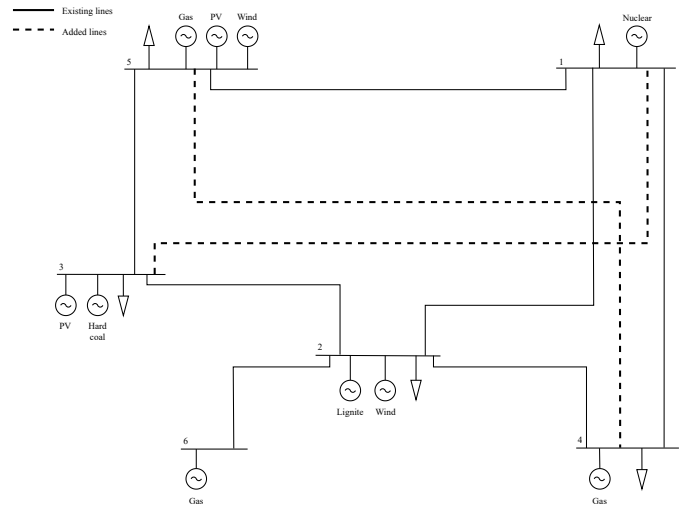 Existing lines
Added lines
Gas PV Wind
Nuclear
5
1
3
PV Hard
coal
2
Lignite Wind
6
4
Gas
Gas